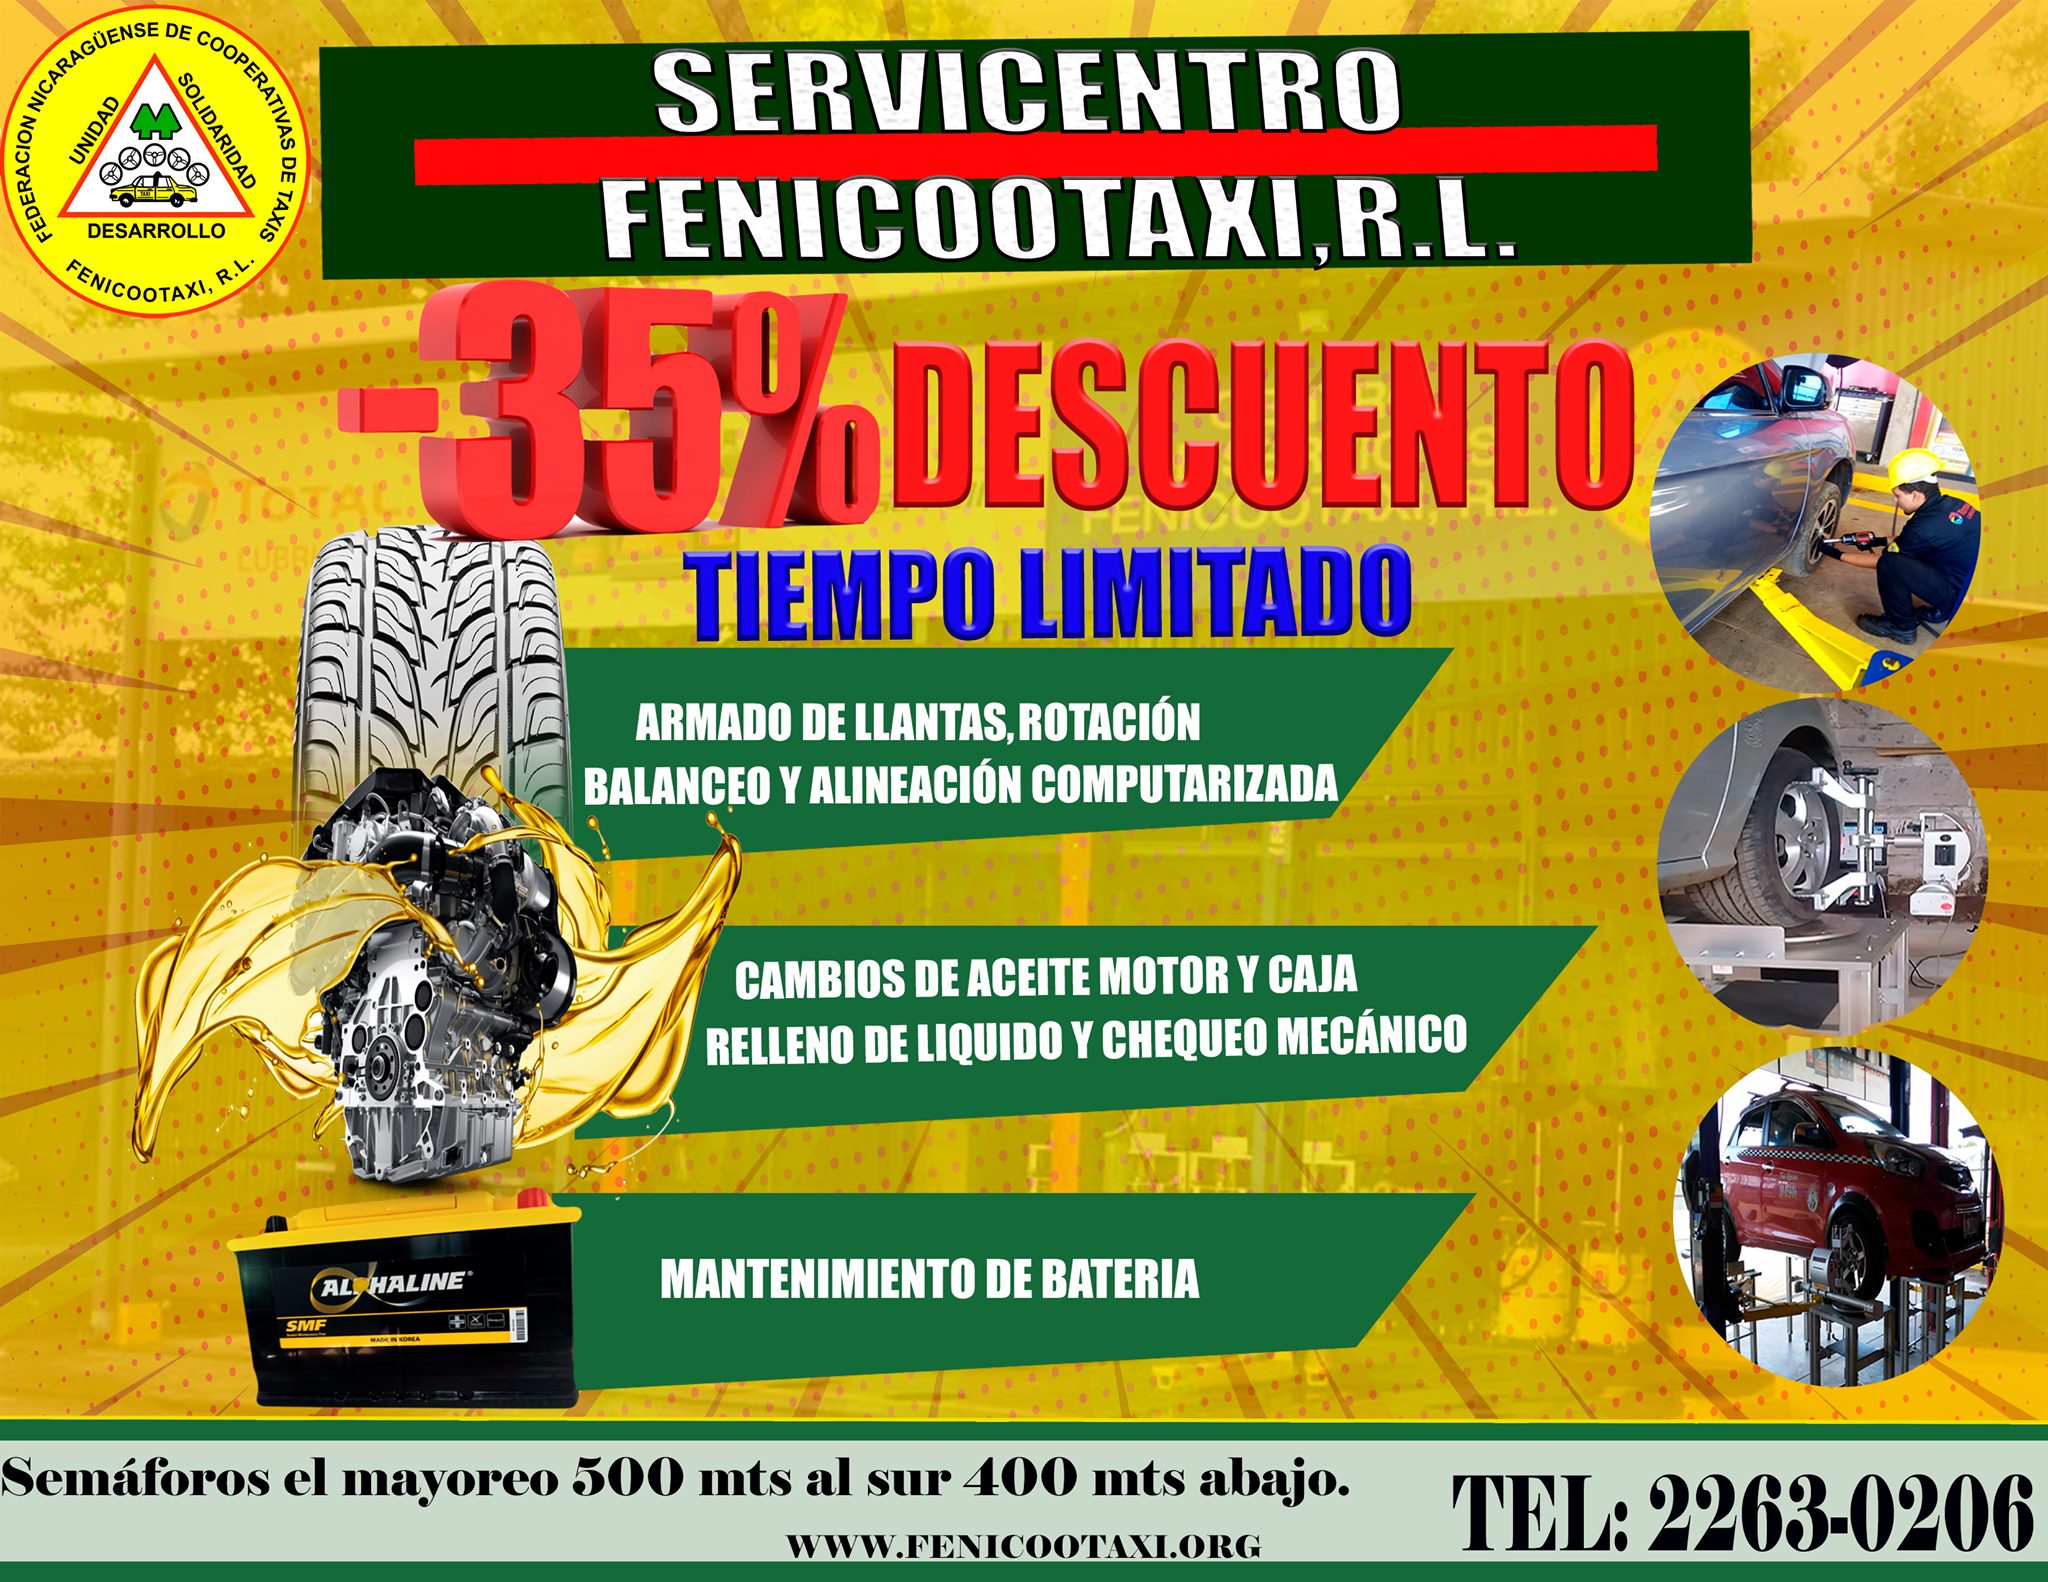 FEDERACION NICARAGÜENSE DE COOPERATIVAS DE TAXIS
UNIDAD
SOLIDARIDAD
TAXI
DESARROLLO
FENICOOTAXI, R.L.
SERVICENTRO
FENICOOTAXI,R.L.
-35% DESCUENTO
TIEMPO LIMITADO
TOTAL
FENICOOTAXI, R.L.
ARMADO DE LLANTAS,ROTACIÓN
BALANCEO Y ALINEACIÓN COMPUTARIZADA
CAMBIOS DE ACEITE MOTOR Y CAJA
RELLENO DE LIQUIDO Y CHEQUEO MECÁNICO
MANTENIMIENTO DE BATERIA
ALPHALINE®
SMF
MADE IN KOREA
Semáforos el mayoreo 500 mts al sur 400 mts abajo.
TEL: 2263-0206
WWW.FENICOOTAXI.ORG